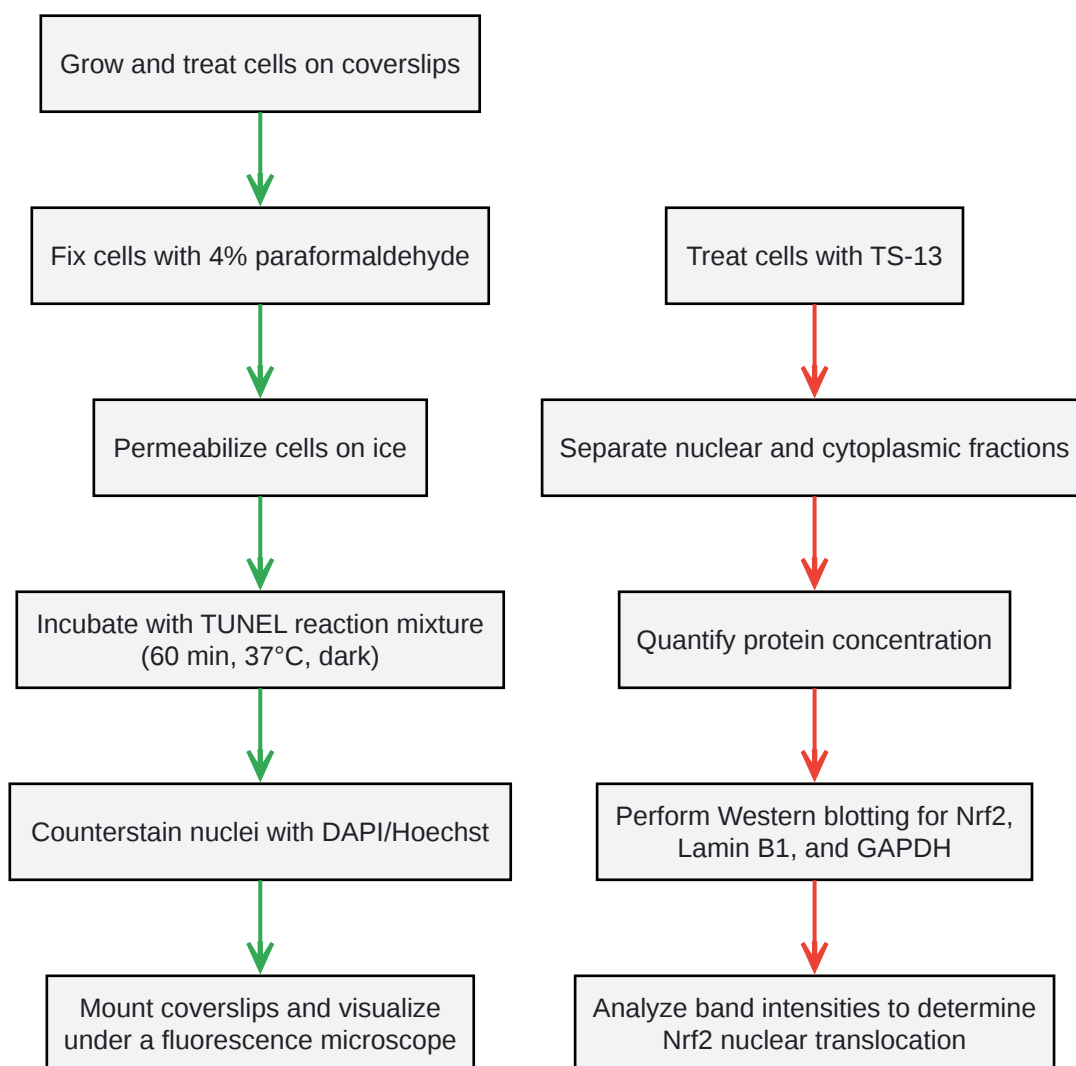 Grow and treat cells on coverslips
Fix cells with 4% paraformaldehyde
Permeabilize cells on ice
Incubate with TUNEL reaction mixture
(60 min, 37°C, dark)
Counterstain nuclei with DAPI/Hoechst
Mount coverslips and visualize
under a fluorescence microscope
Treat cells with TS-13
Separate nuclear and cytoplasmic fractions
Quantify protein concentration
Perform Western blotting for Nrf2,
Lamin B1, and GAPDH
Analyze band intensities to determine
Nrf2 nuclear translocation